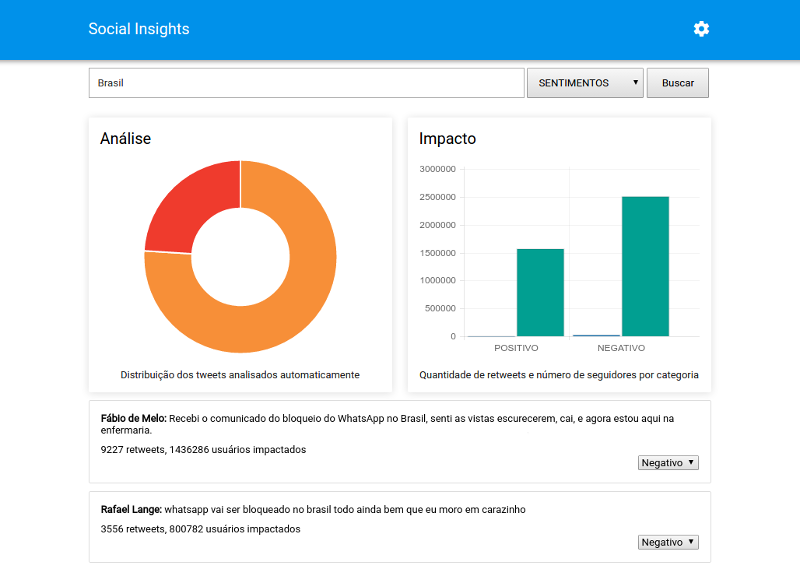 Social Insights
Brasil
SENTIMENTOS
Buscar
Análise
Distribuição dos tweets analisados automaticamente
Impacto
3000000
2500000
2000000
1500000
1000000
500000
0
POSITIVO NEGATIVO
Quantidade de retweets e número de seguidores por categoria
Fábio de Melo: Recebi o comunicado do bloqueio do WhatsApp no Brasil, senti as vistas escurecerem, cai, e agora estou aqui na
enfermaria.
9227 retweets, 1436286 usuários impactados
Negativo
Rafael Lange: whatsapp vai ser bloqueado no brasil todo ainda bem que eu moro em carazinho
3556 retweets, 800782 usuários impactados
Negativo